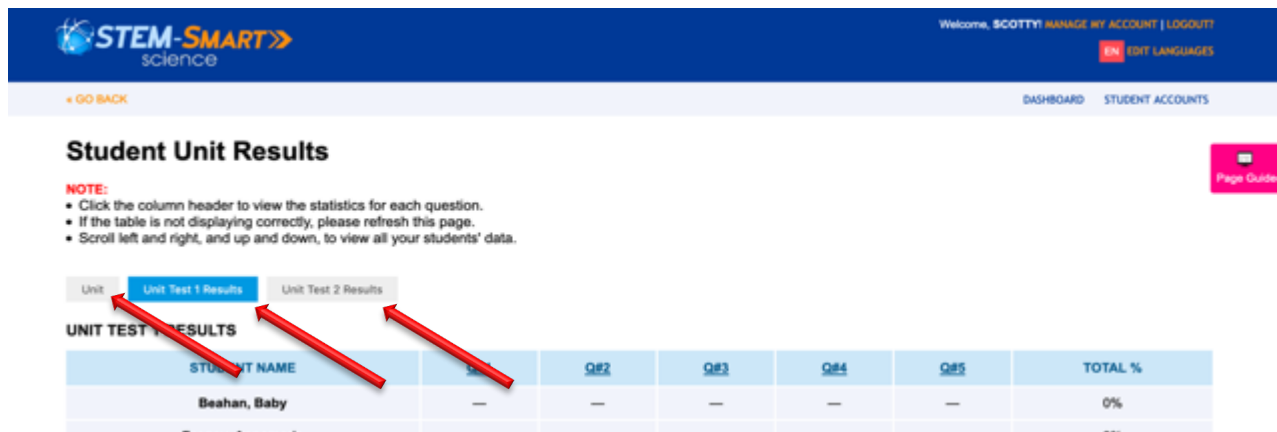 STEM-SMART»
science
Welcome, SCOTTY! MANAGE MY ACCOUNT | LOGOUT?
EN EDIT LANGUAGES
« GO BACK
DASHBOARD STUDENT ACCOUNTS
Student Unit Results
Page Guide
NOTE:
• Click the column header to view the statistics for each question.
• If the table is not displaying correctly, please refresh this page.
• Scroll left and right, and up and down, to view all your students' data.
Unit Unit Test 1 Results Unit Test 2 Results
UNIT TEST 1 RESULTS
STUDENT NAME Q#1 Q#2 Q#3 Q#4 Q#5 TOTAL %
Beahan, Baby — — — — — 0%